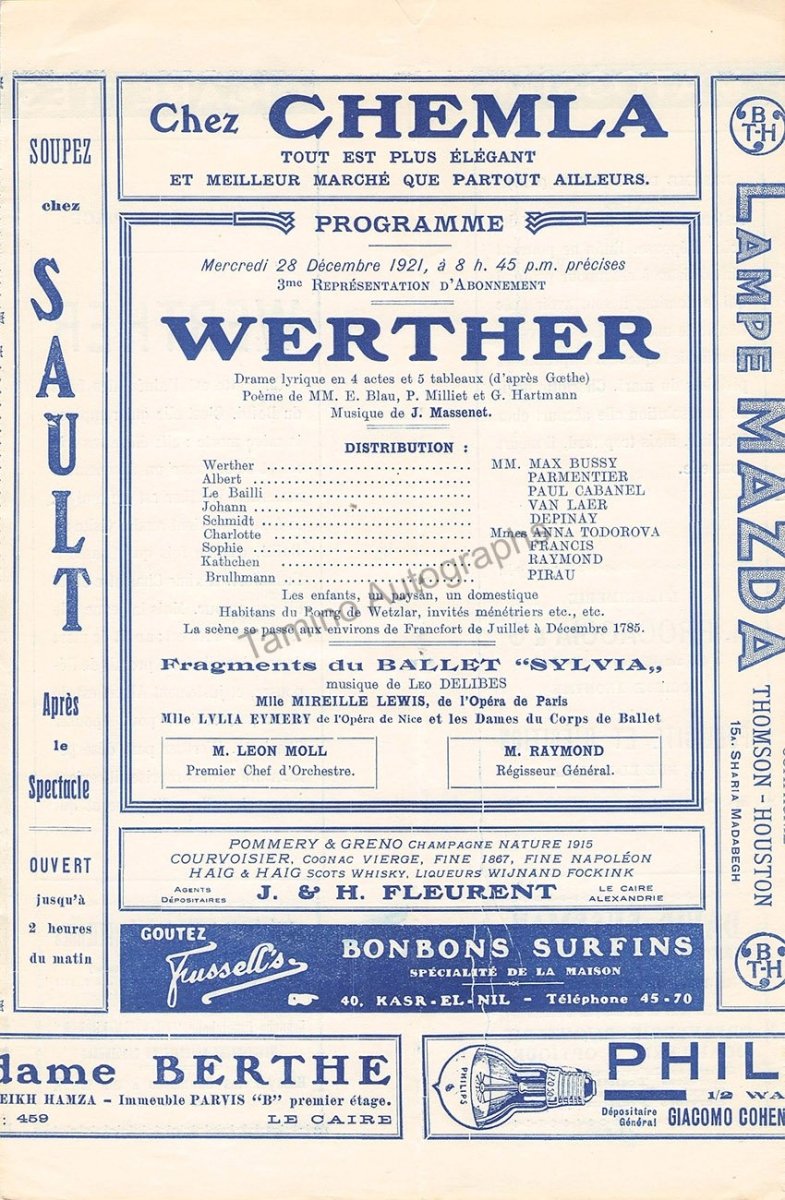 Chez CHEMLA
TOUT EST PLUS ÉLÉGANT
ET MEILLEUR MARCHÉ QUE PARTOUT AILLEURS.
SOUPEZ
chez
SAULT
Après
le
Spectacle
OUVERT
jusqu'à
2 heures
du matin
PROGRAMME
Mercredi 28 Décembre 1921, à 8 h. 45 p.m. précises
3me REPRÉSENTATION D'ABONNEMENT
WERTHER
Drame lyrique en 4 actes et 5 tableaux (d'après Gœthe)
Poème de MM. E. Blau, P. Milliet et G. Hartmann
Musique de J. Massenet.
DISTRIBUTION :
Werther ........ MM. MAX BUSSY
Albert ........ PARMENTIER
Le Bailli ........ PAUL CABANEL
Johann ........ VAN LAER
Schmidt ........ DEPINAY
Charlotte ........ Mmes ANNA TODOROVA
Sophie ........ FRANCIS
Kathchen ........ RAYMOND
Brullmann ........ PIRAU
Les enfants, un paysan, un domestique
Habitans du Bourg de Wetzlar, invités ménétriers etc., etc.
La scène se passe aux environs de Francfort de Juillet à Décembre 1785.
Tamino Autographs
Fragments du BALLET "SYLVIA„
musique de LEO DELIBES
Mlle MIREILLE LEWIS, de l'Opéra de Paris
Mlle LYLIA EYMERY de l'Opéra de Nice et les Dames du Corps de Ballet
M. LEON MOLL
Premier Chef d'Orchestre.
M. RAYMOND
Régisseur Général.
POMMERY & GRENO CHAMPAGNE NATURE 1915
COURVOISIER, COGNAC VIERGE, FINE 1867, FINE NAPOLÉON
HAIG & HAIG SCOTS WHISKY, LIQUEURS WIJNAND FOCKINK
AGENTS DÉPOSITAIRES J. & H. FLEURENT LE CAIRE ALEXANDRIE
GOUTEZ
Frussell's
BONBONS SURFINS
SPÉCIALITÉ DE LA MAISON
40, KASR-EL-NIL - Téléphone 45-70
B T-H
LAMPE MAZDA
THOMSON-HOUSTON
15A. SHARIA MADABEGH
B T-H
dame BERTHE
EIKH HAMZA - Immeuble PARVIS "B" premier étage.
: 459 LE CAIRE
PHILIPS
PHIL
1/2 WA
Dépositaire Général GIACOMO COHEN